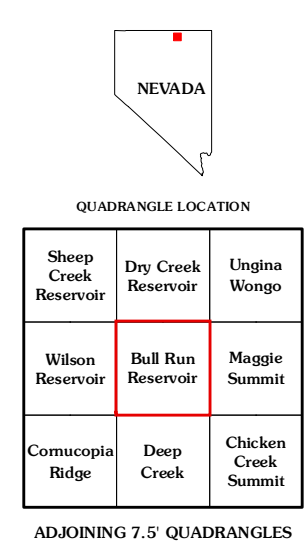 NEVADA
QUADRANGLE LOCATION
Sheep
Creek
Reservoir
Dry Creek
Reservoir
Ungina
Wongo
Wilson
Reservoir
Bull Run
Reservoir
Maggie
Summit
Cornucopia
Ridge
Deep
Creek
Chicken
Creek
Summit
ADJOINING 7.5' QUADRANGLES